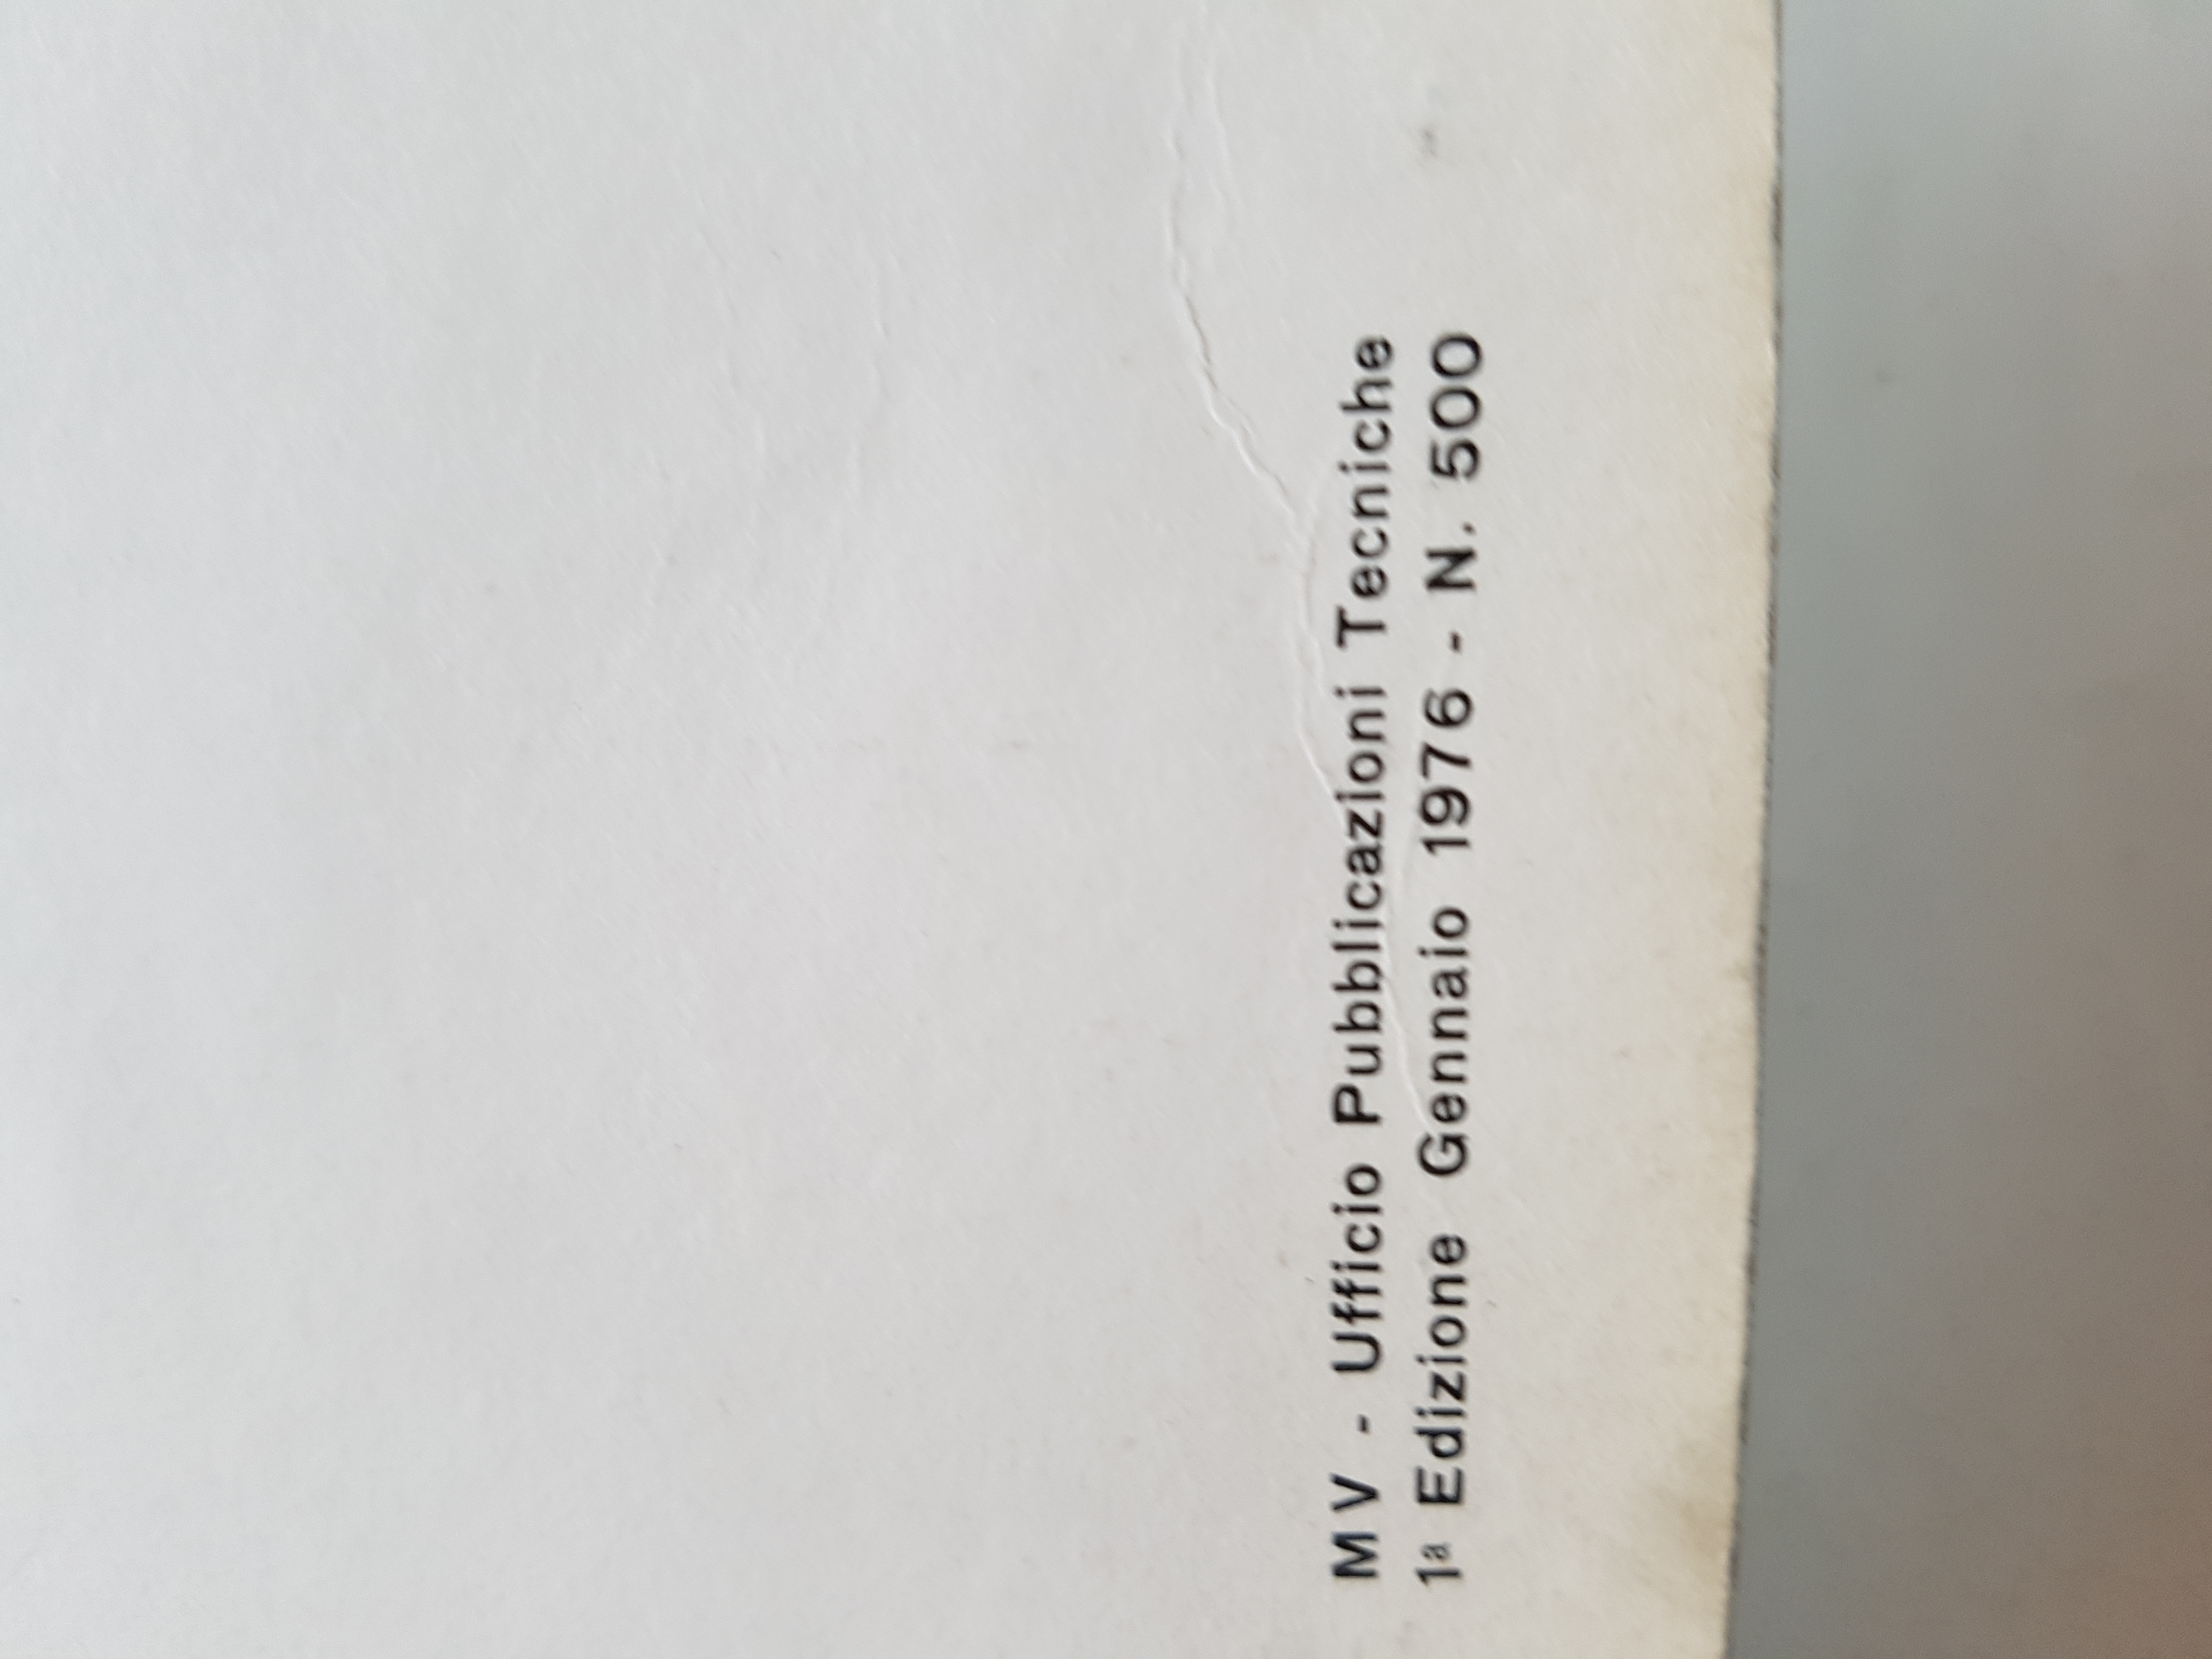 MV - Ufficio Pubblicazioni Tecniche
1ª Edizione Gennaio 1976 - N. 500